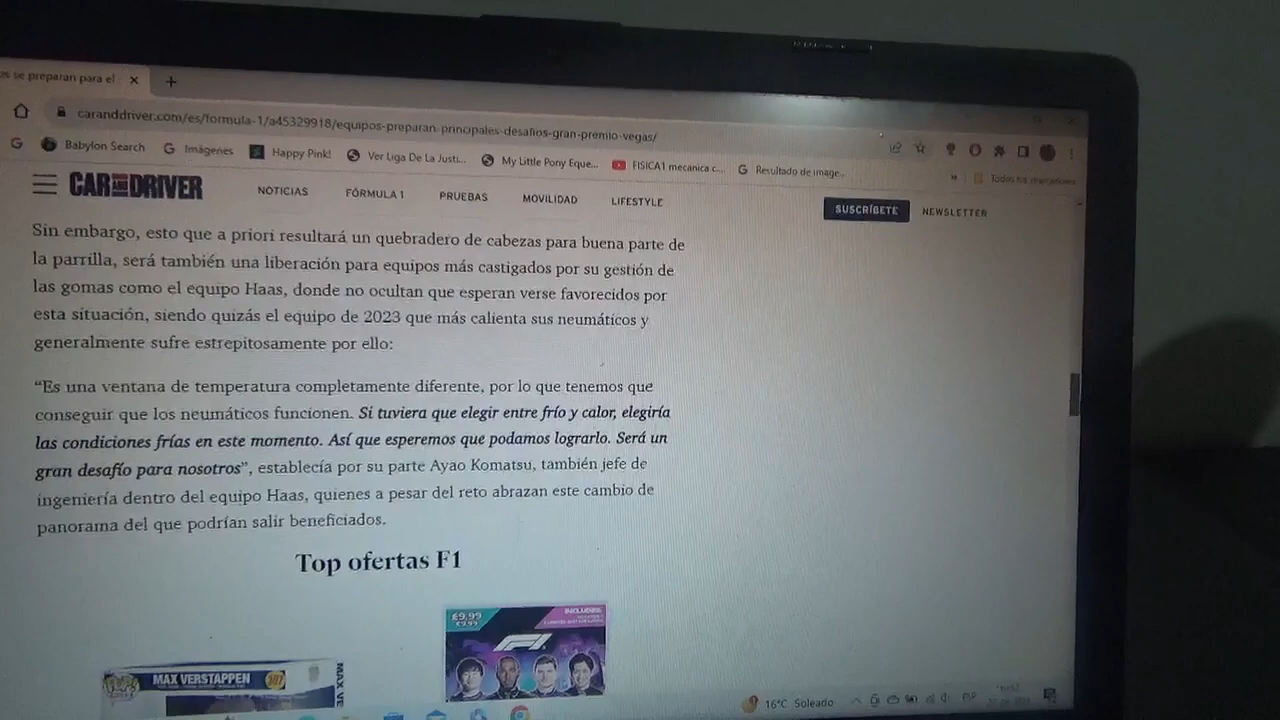 os se preparan para el
caranddriver.com/es/formula-1/a45329918/equipos-preparan-principales-desafios-gran-premio-vegas/
Babylon Search
Imágenes
Happy Pink!
Ver Liga De La Justi...
My Little Pony Eque...
FISICA1 mecanica c...
Resultado de image...
Todos los
CAR AND DRIVER
NOTICIAS
FÓRMULA 1
PRUEBAS
MOVILIDAD
LIFESTYLE
SUSCRÍBETE
NEWSLETTER
Sin embargo, esto que a priori resultará un quebradero de cabezas para buena parte de
la parrilla, será también una liberación para equipos más castigados por su gestión de
las gomas como el equipo Haas, donde no ocultan que esperan verse favorecidos por
esta situación, siendo quizás el equipo de 2023 que más calienta sus neumáticos y
generalmente sufre estrepitosamente por ello:
“Es una ventana de temperatura completamente diferente, por lo que tenemos que
conseguir que los neumáticos funcionen. Si tuviera que elegir entre frío y calor, elegiría
las condiciones frías en este momento. Así que esperemos que podamos lograrlo. Será un
gran desafío para nosotros”, establecía por su parte Ayao Komatsu, también jefe de
ingeniería dentro del equipo Haas, quienes a pesar del reto abrazan este cambio de
panorama del que podrían salir beneficiados.
Top ofertas F1
£9.99
€9.99
INCLUDES
F1
MAX VERSTAPPEN
MAX VE
16°C Soleado
ESP